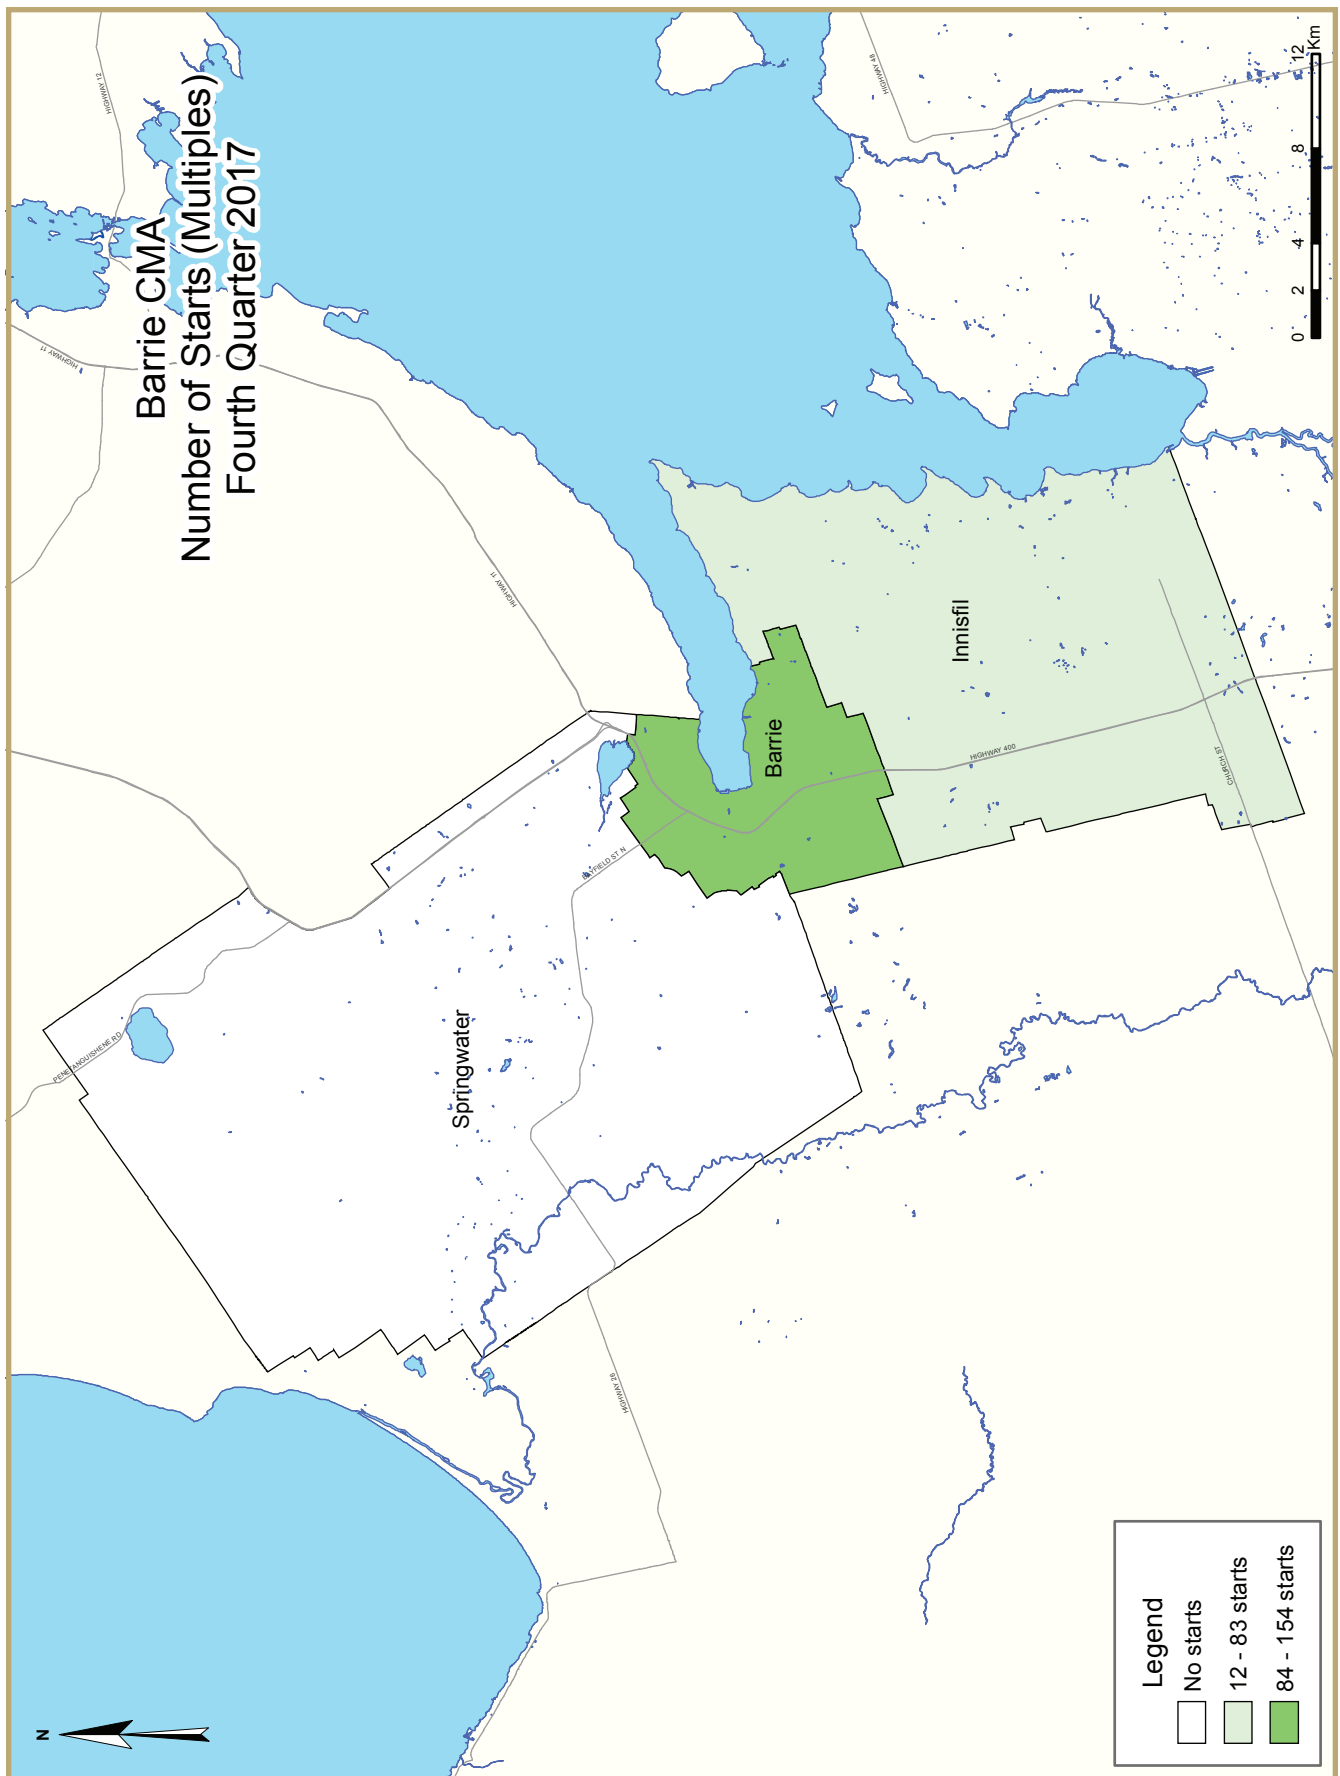 Barrie CMA
Number of Starts (Multiples)
Fourth Quarter 2017
N
HIGHWAY 12
HIGHWAY 11
HIGHWAY 48
HIGHWAY 11
PENETANGUISHENE RD
Springwater
BAYFIELD ST N
Barrie
Innisfil
HIGHWAY 400
CHURCH ST
HIGHWAY 26
Legend
No starts
12 - 83 starts
84 - 154 starts
0 2 4 8 12
Km